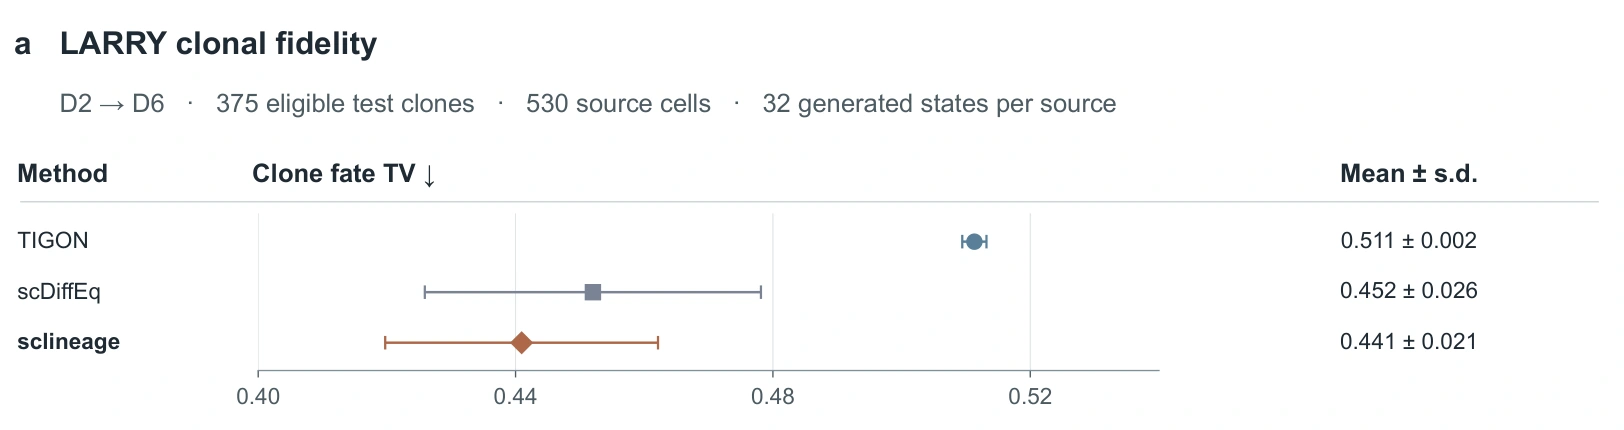 a LARRY clonal fidelity
D2 → D6 · 375 eligible test clones · 530 source cells · 32 generated states per source
Method Clone fate TV ↓ Mean ± s.d.
TIGON 0.511 ± 0.002
scDiffEq 0.452 ± 0.026
sclineage 0.441 ± 0.021
0.40 0.44 0.48 0.52